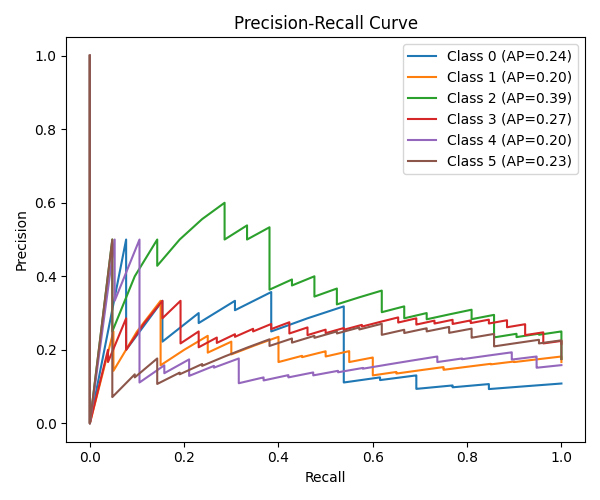 Precision-Recall Curve
Class 0 (AP=0.24)
Class 1 (AP=0.20)
Class 2 (AP=0.39)
Class 3 (AP=0.27)
Class 4 (AP=0.20)
Class 5 (AP=0.23)
Precision
1.0
0.8
0.6
0.4
0.2
0.0
0.0 0.2 0.4 0.6 0.8 1.0
Recall